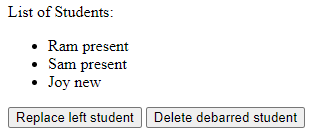 List of Students:
• Ram present
• Sam present
• Joy new
Replace left student Delete debarred student